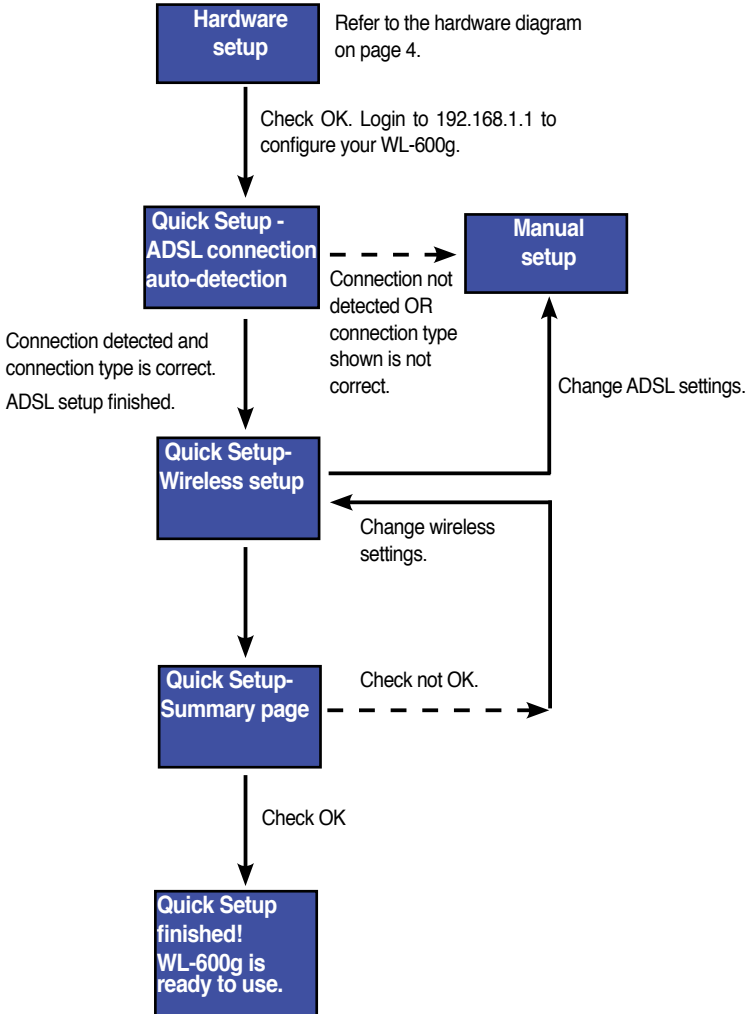 Hardware
setup
Refer to the hardware diagram
on page 4.
Check OK. Login to 192.168.1.1 to
configure your WL-600g.
Quick Setup -
ADSL connection
auto-detection
Manual
setup
Connection not
detected OR
connection type
shown is not
correct.
Connection detected and
connection type is correct.
ADSL setup finished.
Change ADSL settings.
Quick Setup-
Wireless setup
Change wireless
settings.
Quick Setup-
Summary page
Check not OK.
Check OK
Quick Setup
finished!
WL-600g is
ready to use.